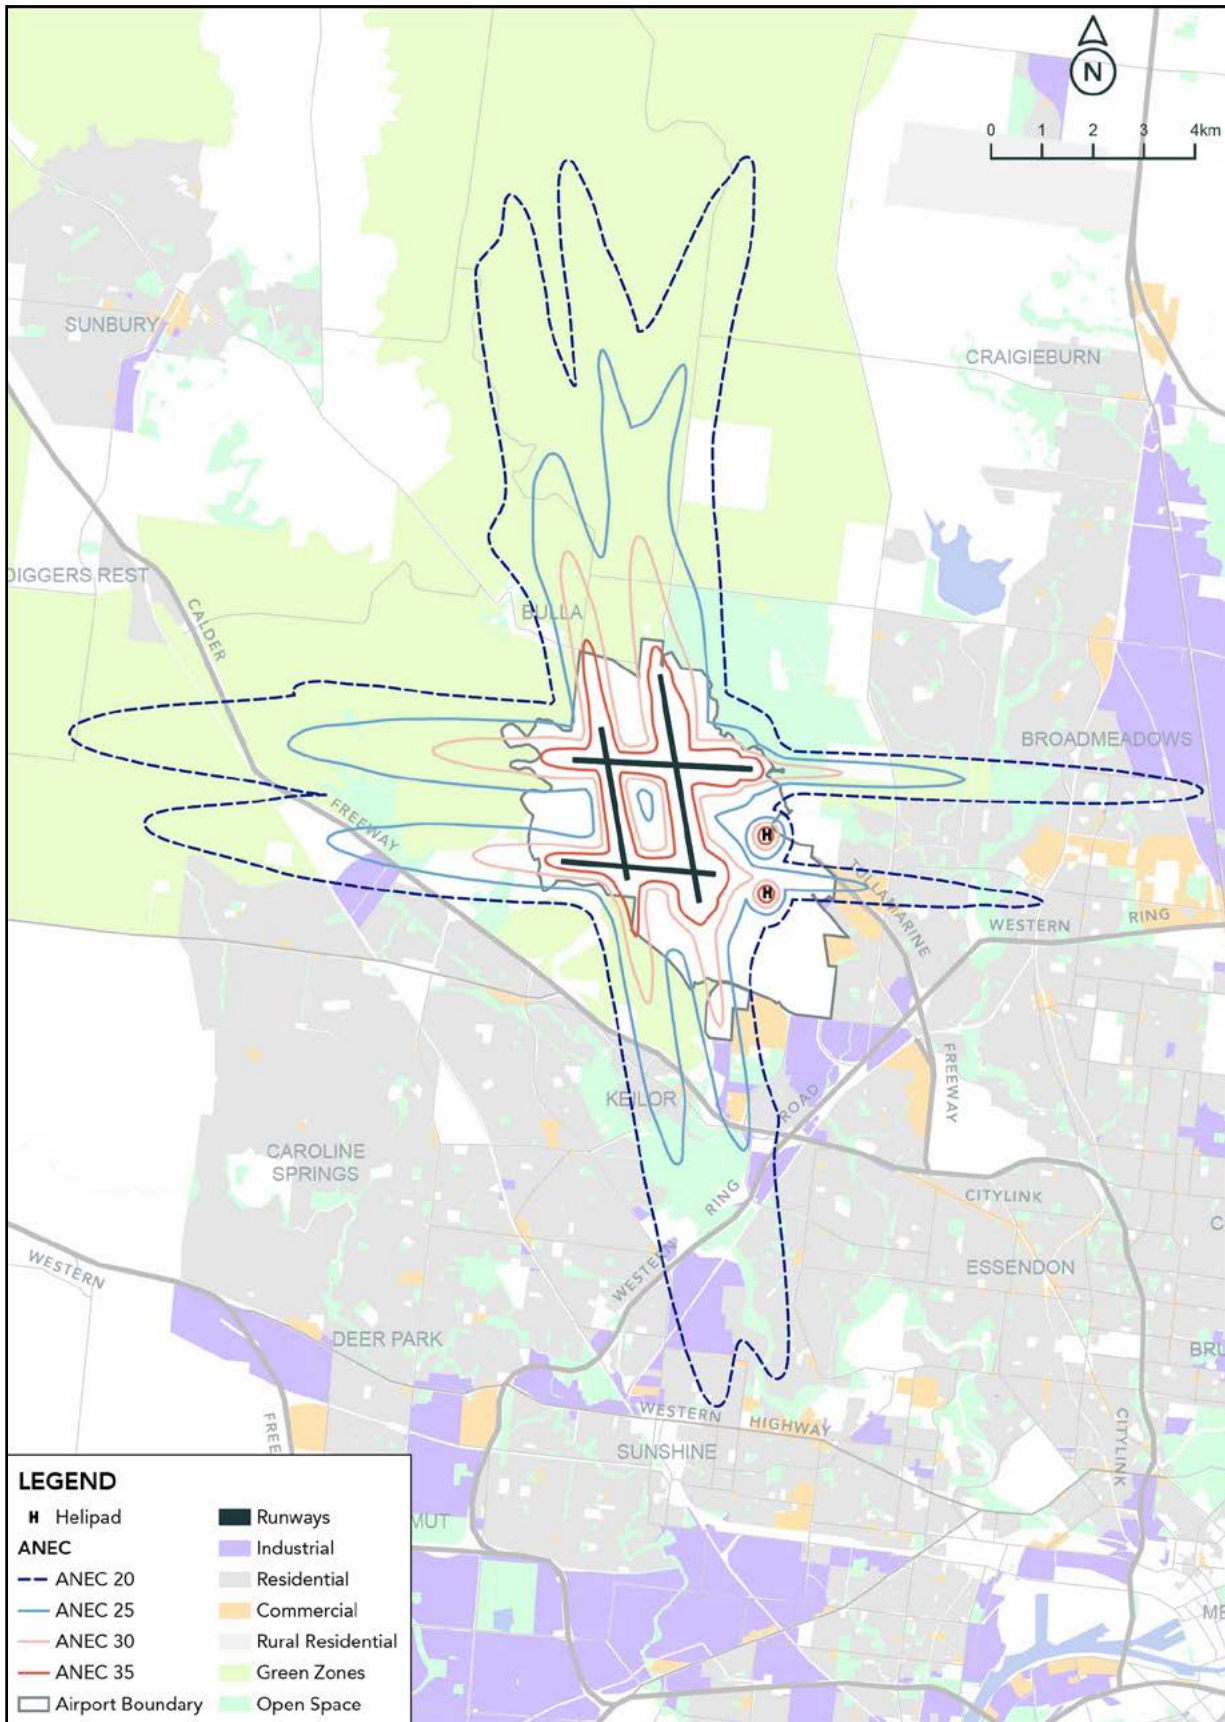 N
0 1 2 3 4km
SUNBURY
CRAIGIEBURN
DIGGERS REST
CALDER
BULLA
BROADMEADOWS
FREEWAY
H
TULLAMARINE
H
WESTERN
RING
FREEWAY
KEILOR
ROAD
CAROLINE
SPRINGS
RING
CITYLINK
WESTERN
WESTERN
ESSENDON
DEER PARK
BRU
WESTERN HIGHWAY
CITYLINK
FREE
SUNSHINE
MUT
ME
C
LEGEND
H Helipad
ANEC
ANEC 20
ANEC 25
ANEC 30
ANEC 35
Airport Boundary
Runways
Industrial
Residential
Commercial
Rural Residential
Green Zones
Open Space